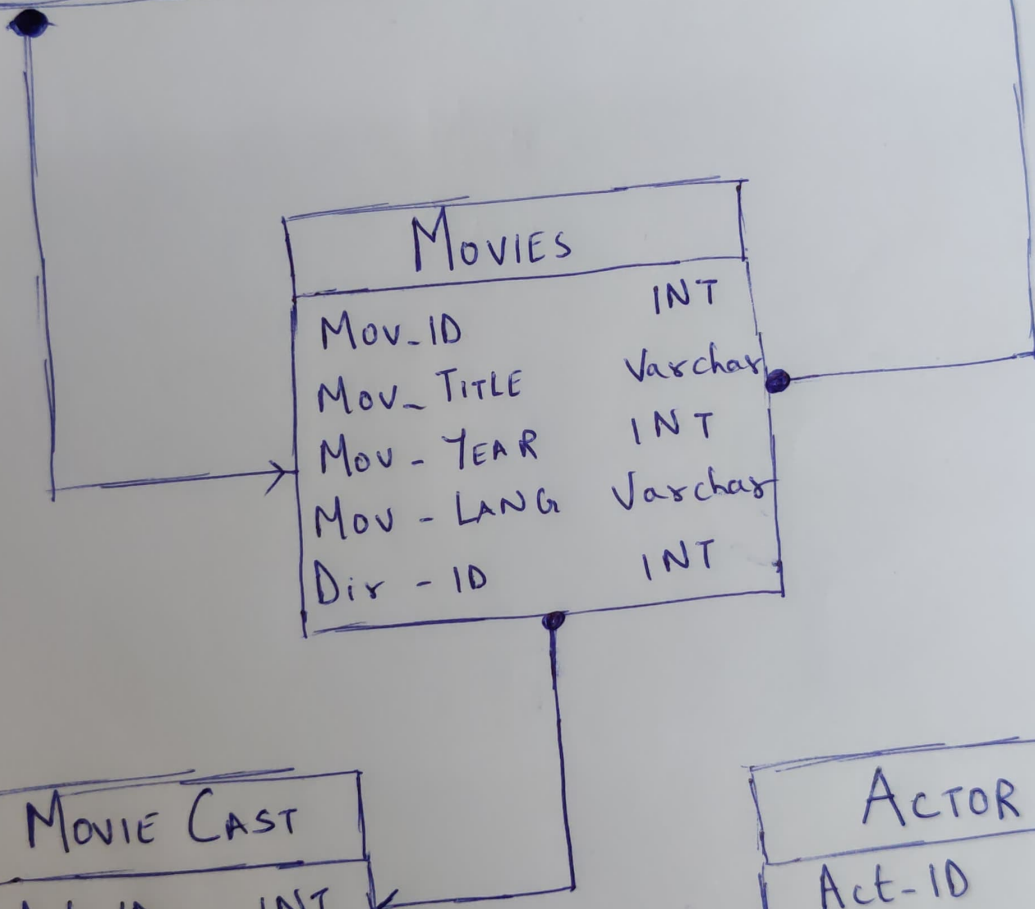 MOVIES
MOV_ID INT
MOV_TITLE Varchar
MOV - YEAR INT
MOV - LANG Varchar
Dir - ID INT
MOVIE CAST
ACTOR
INT
Act-ID